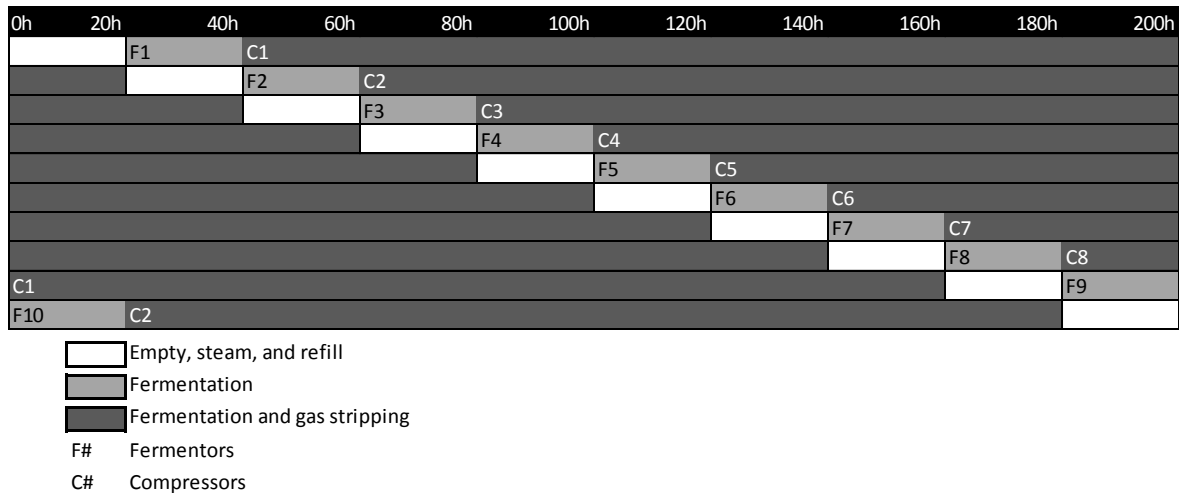 0h 20h 40h 60h 80h 100h 120h 140h 160h 180h 200h
F1 C1
F2 C2
F3 C3
F4 C4
F5 C5
F6 C6
F7 C7
F8 C8
C1 F9
F10 C2
Empty, steam, and refill
Fermentation
Fermentation and gas stripping
F# Fermentors
C# Compressors